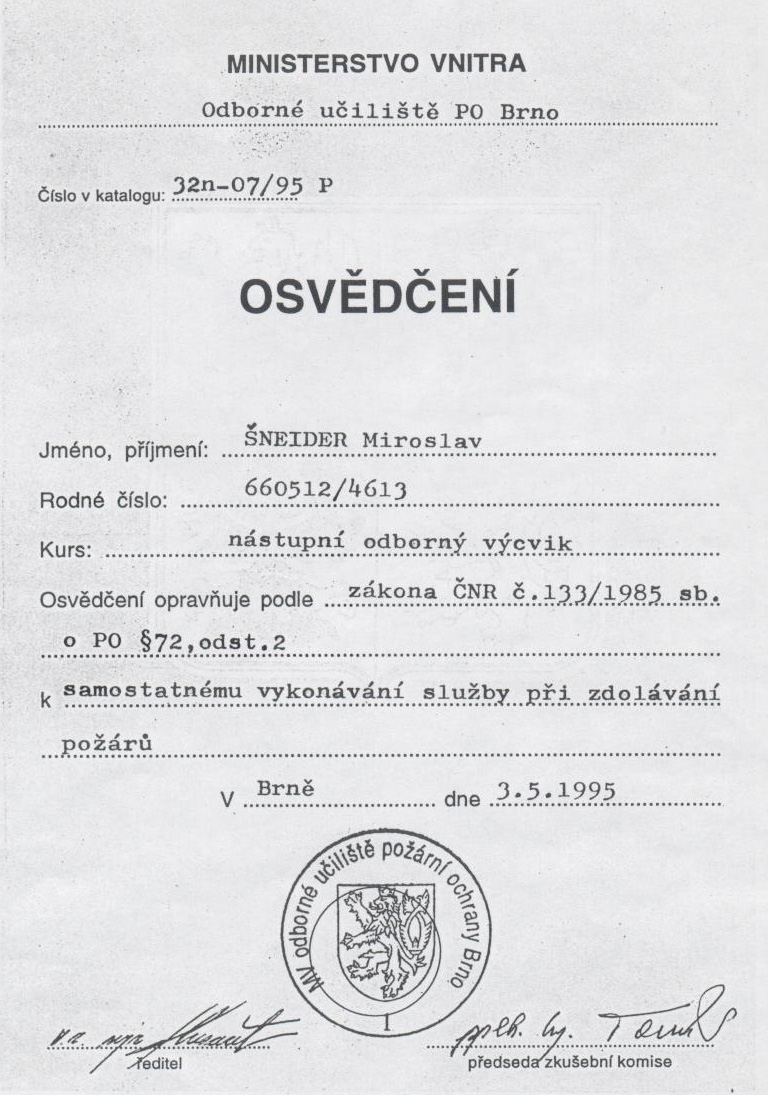 MINISTERSTVO VNITRA
Odborné učiliště PO Brno
Číslo v katalogu: 32n-07/95 P
OSVĚDČENÍ
Jméno, příjmení: ŠNEIDER Miroslav
Rodné číslo: 660512/4613
Kurs: nástupní odborný výcvik
Osvědčení opravňuje podle zákona ČNR č.133/1985 sb.
o PO §72,odst.2
k samostatnému vykonávání služby při zdolávání
požárů
V Brně dne 3.5.1995
MV odborné učiliště požární ochrany Brno
1
ředitel
předseda zkušební komise